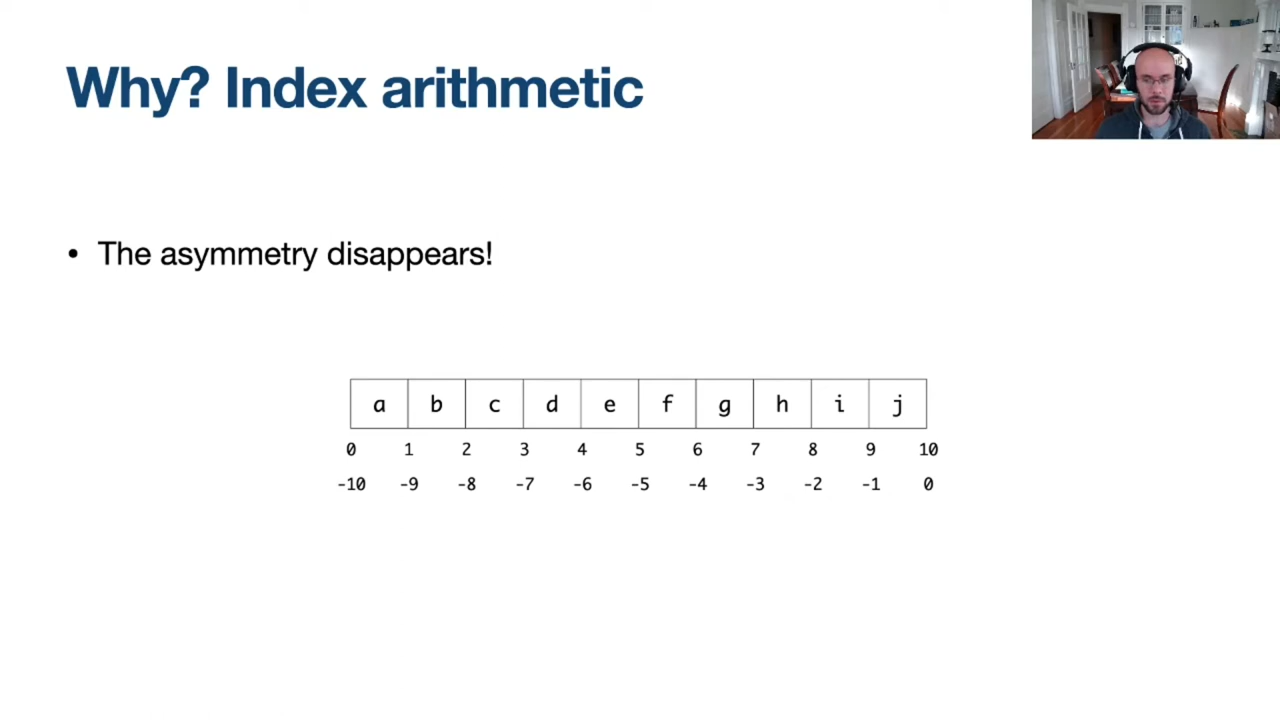 Why? Index arithmetic
• The asymmetry disappears!
a b c d e f g h i j
0 1 2 3 4 5 6 7 8 9 10
-10 -9 -8 -7 -6 -5 -4 -3 -2 -1 0